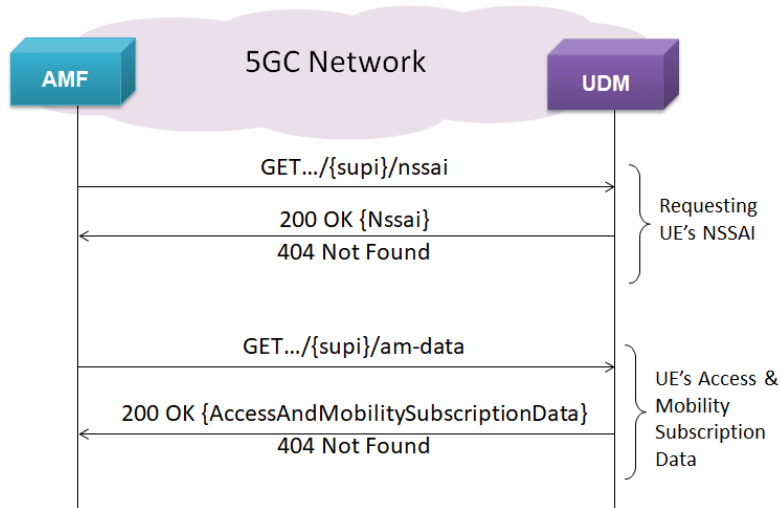 5GC Network
AMF
UDM
GET.../{supi}/nssai
200 OK {Nssai}
404 Not Found
Requesting
UE's NSSAI
GET.../{supi}/am-data
200 OK {AccessAndMobilitySubscriptionData}
404 Not Found
UE's Access &
Mobility
Subscription
Data